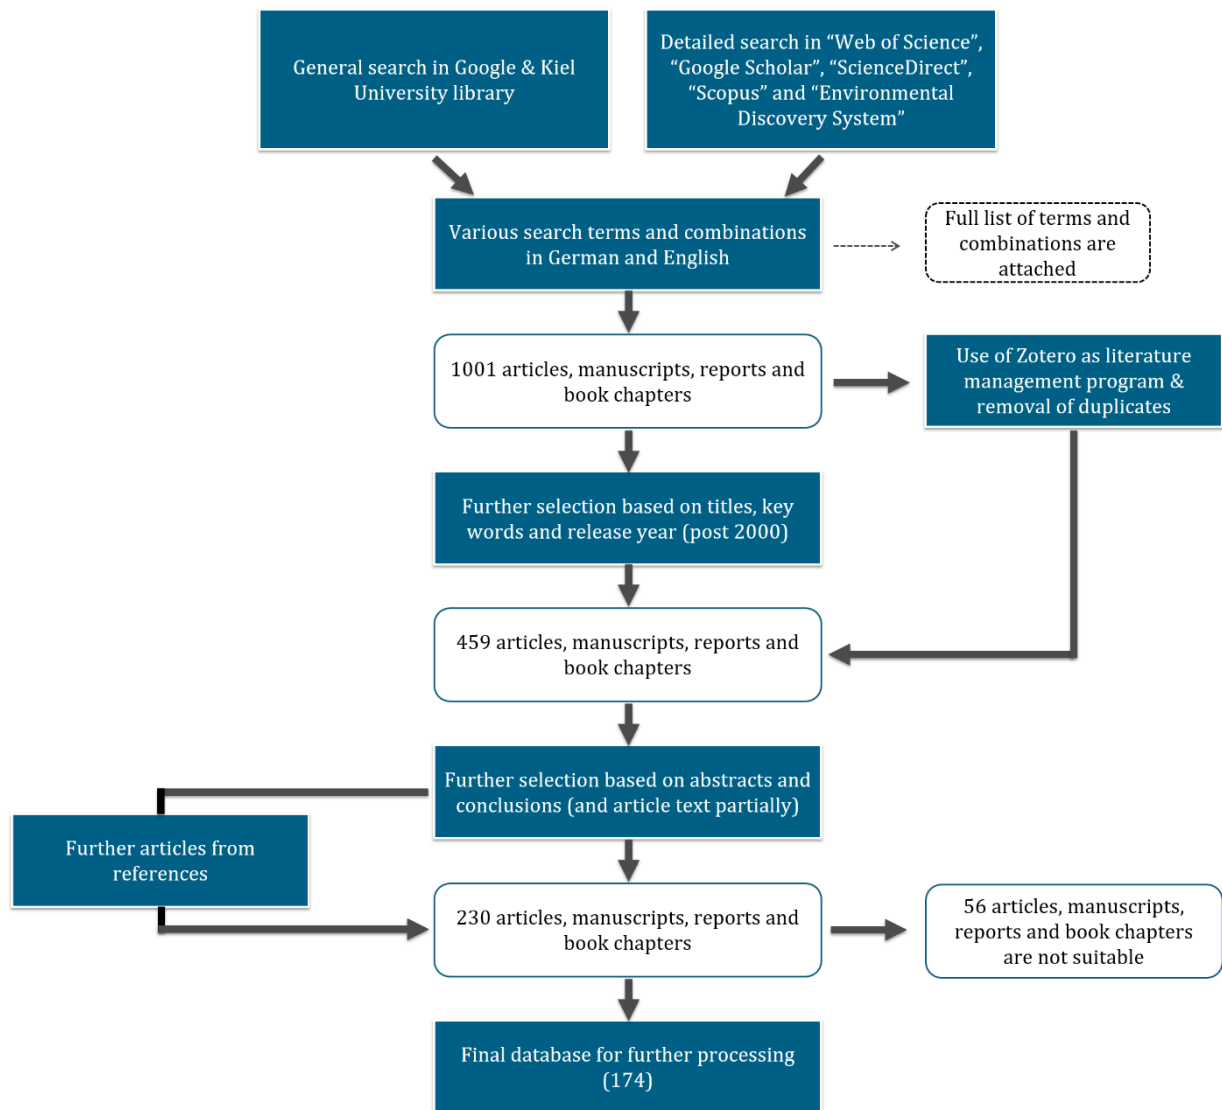 General search in Google & Kiel
University library
Detailed search in “Web of Science”,
“Google Scholar”, “ScienceDirect”,
“Scopus” and “Environmental
Discovery System”
Various search terms and combinations
in German and English
Full list of terms and
combinations are
attached
1001 articles, manuscripts, reports and
book chapters
Use of Zotero as literature
management program &
removal of duplicates
Further selection based on titles, key
words and release year (post 2000)
459 articles, manuscripts, reports and
book chapters
Further selection based on abstracts and
conclusions (and article text partially)
Further articles from
references
230 articles, manuscripts, reports and
book chapters
56 articles, manuscripts,
reports and book chapters
are not suitable
Final database for further processing
(174)